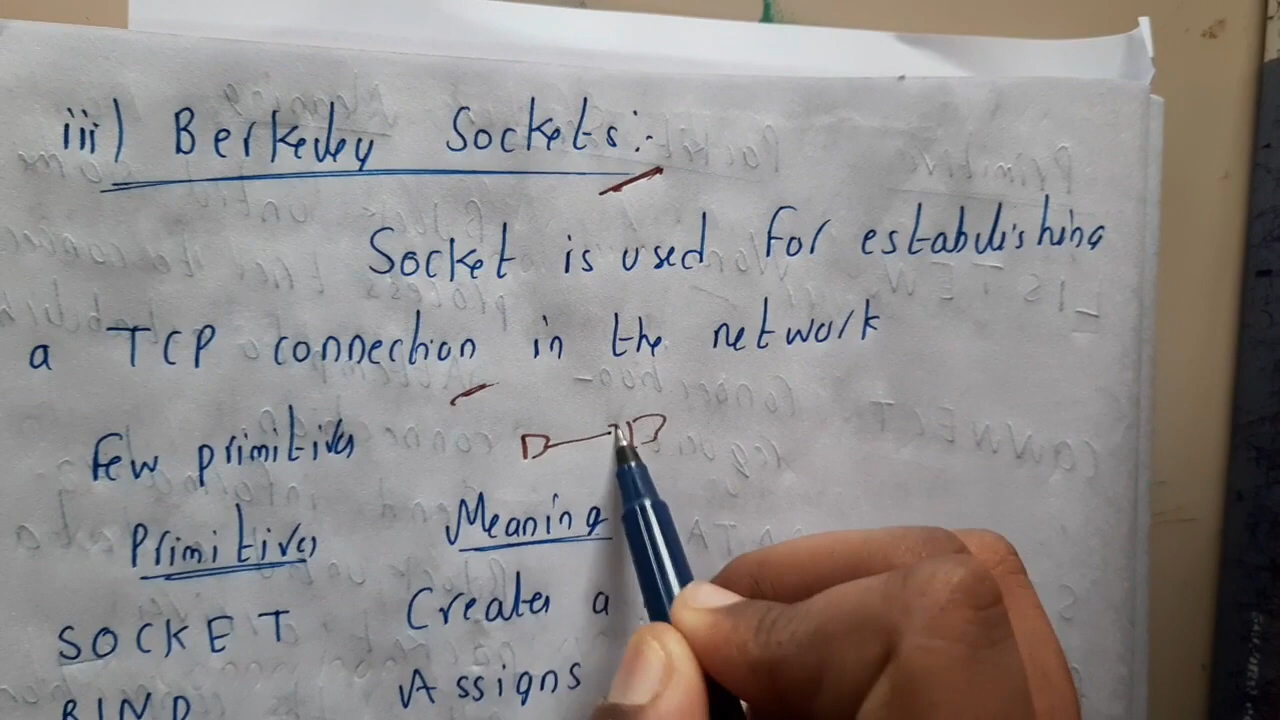 iii) Berkeley Sockets:-
Socket is used for establishing
a TCP connection in the network
Few primitives
Primitives Meaning
SOCKET Creates a
BIND Assigns